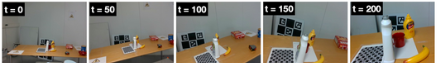 t = 0
t = 50
t = 100
t = 150
t = 200